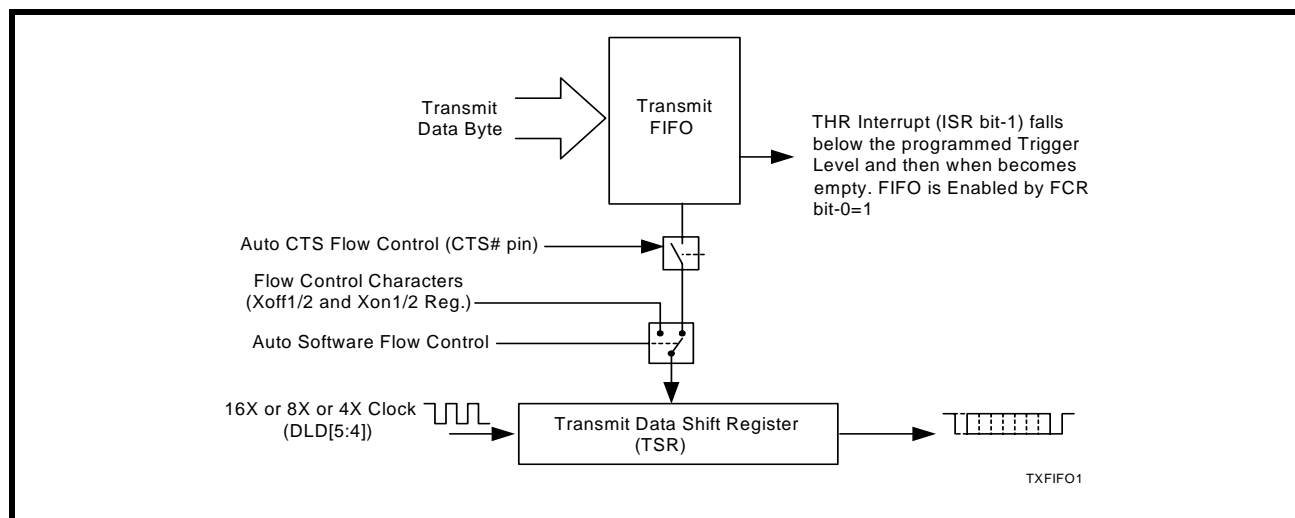 Transmit
FIFO
Transmit
Data Byte
THR Interrupt (ISR bit-1) falls
below the programmed Trigger
Level and then when becomes
empty. FIFO is Enabled by FCR
bit-0=1
Auto CTS Flow Control (CTS# pin)
Flow Control Characters
(Xoff1/2 and Xon1/2 Reg.)
Auto Software Flow Control
16X or 8X or 4X Clock
(DLD[5:4])
Transmit Data Shift Register
(TSR)
TXFIFO1